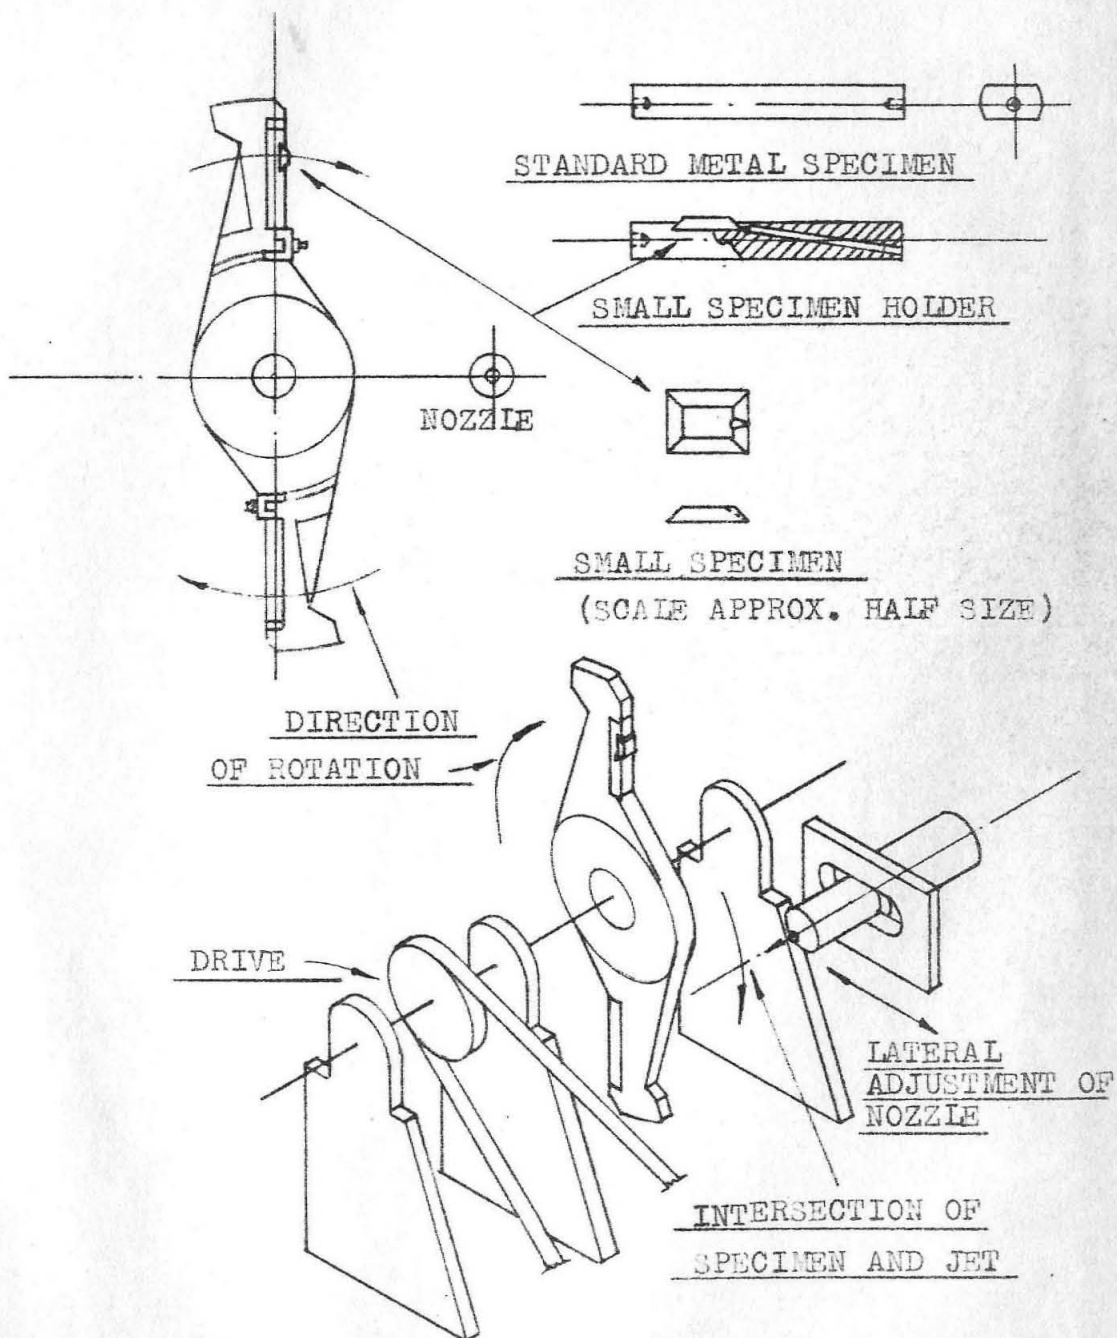 STANDARD METAL SPECIMEN
SMALL SPECIMEN HOLDER
NOZZLE
SMALL SPECIMEN
(SCALE APPROX. HALF SIZE)
DIRECTION
OF ROTATION
DRIVE
LATERAL
ADJUSTMENT OF
NOZZLE
INTERSECTION OF
SPECIMEN AND JET